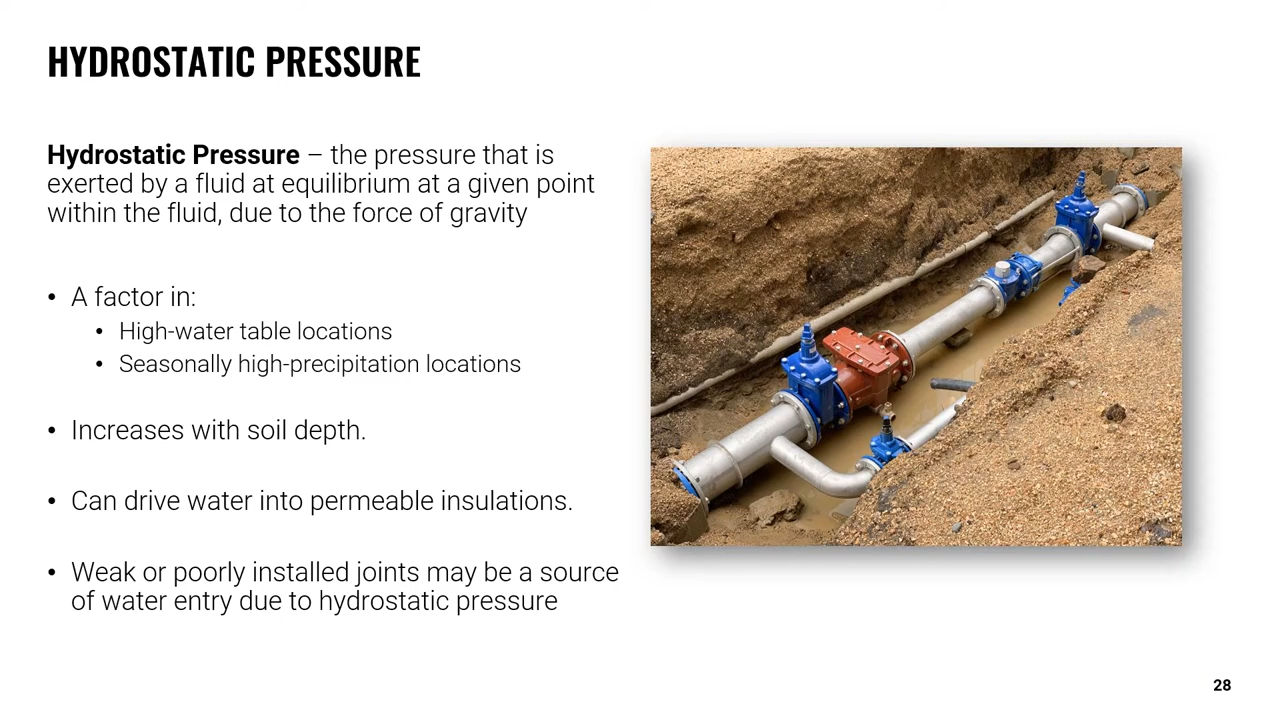 HYDROSTATIC PRESSURE
Hydrostatic Pressure – the pressure that is
exerted by a fluid at equilibrium at a given point
within the fluid, due to the force of gravity
• A factor in:
• High-water table locations
• Seasonally high-precipitation locations
• Increases with soil depth.
• Can drive water into permeable insulations.
• Weak or poorly installed joints may be a source
of water entry due to hydrostatic pressure
28